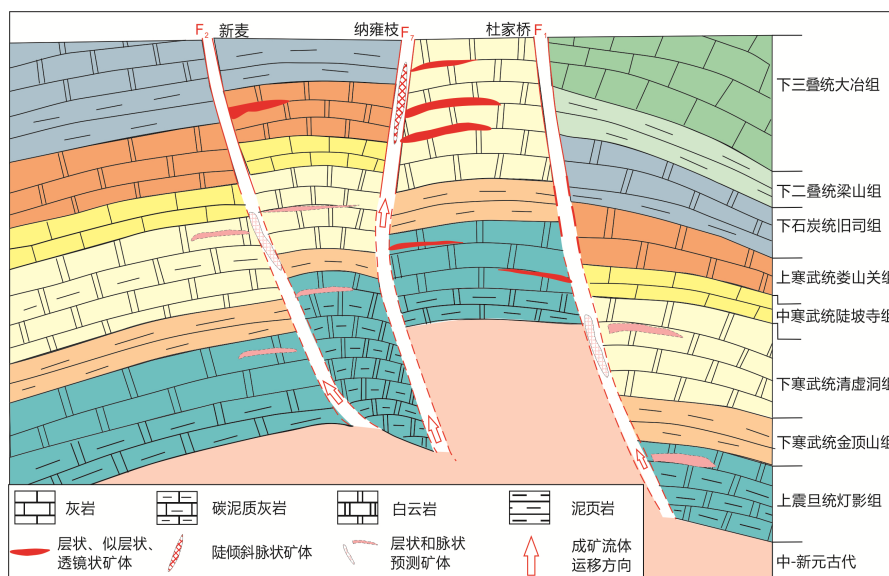 F₂ 新麦 纳雍枝 F₇ 杜家桥 F₁
下三叠统大冶组
下二叠统梁山组
下石炭统旧司组
上寒武统娄山关组
中寒武统陡坡寺组
下寒武统清虚洞组
下寒武统金顶山组
上震旦统灯影组
中-新元古代
灰岩 碳泥质灰岩 白云岩 泥页岩
层状、似层状、
透镜状矿体
陡倾斜脉状矿体
层状和脉状
预测矿体
成矿流体
运移方向